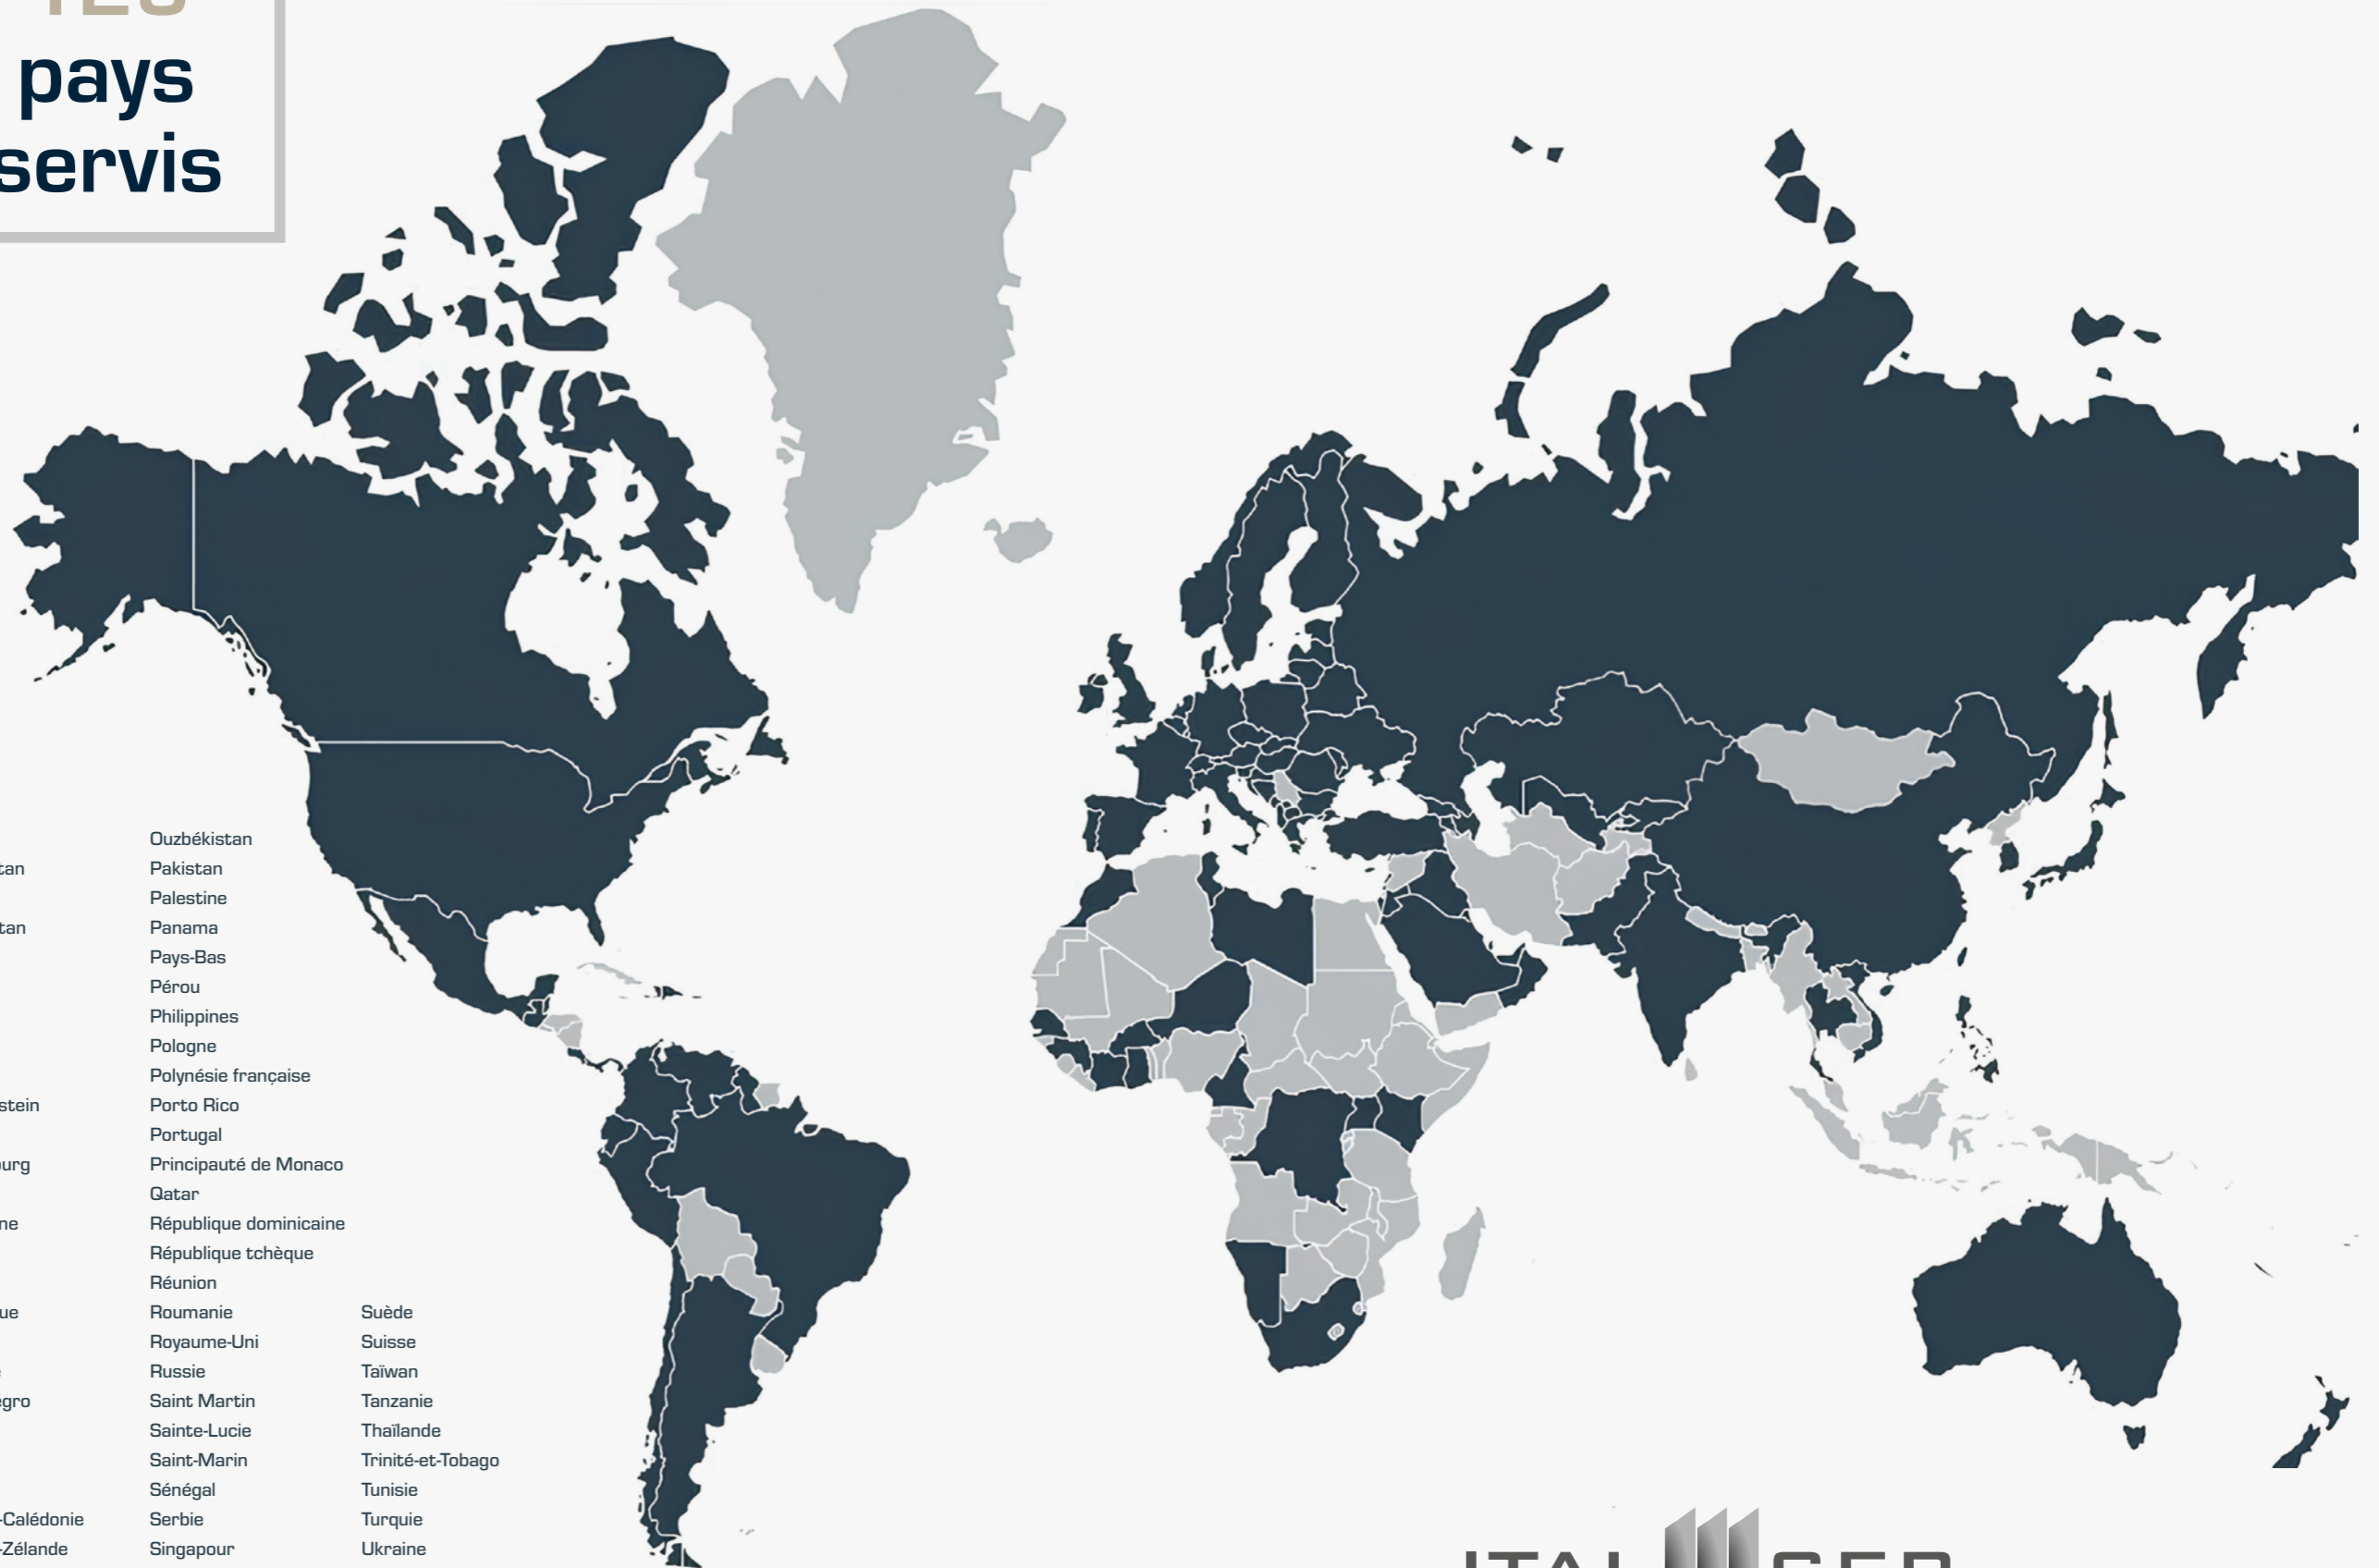 pays
servis
Ouzbékistan
Pakistan
Palestine
Panama
Pays-Bas
Pérou
Philippines
Pologne
Polynésie française
Porto Rico
Portugal
Principauté de Monaco
Qatar
République dominicaine
République tchèque
Réunion
Roumanie
Royaume-Uni
Russie
Saint Martin
Sainte-Lucie
Saint-Marin
Sénégal
Serbie
Singapour
Suède
Suisse
Taïwan
Tanzanie
Thaïlande
Trinité-et-Tobago
Tunisie
Turquie
Ukraine